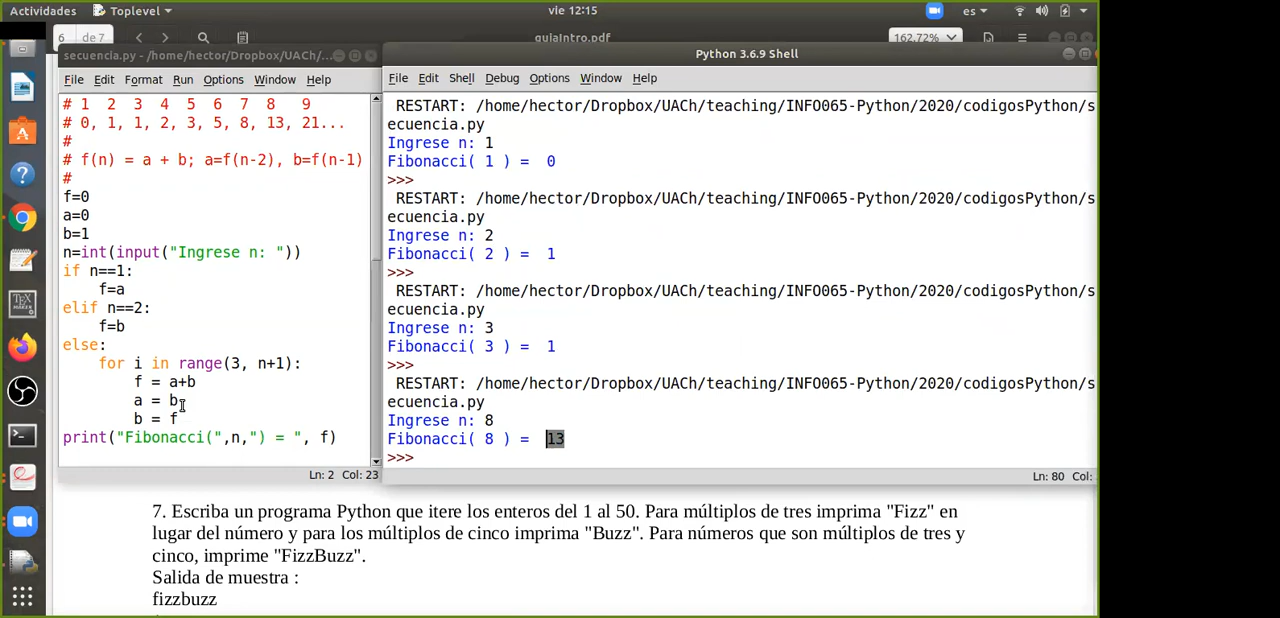 Actividades Toplevel vie 12:15 es
6 de 7 guiaIntro.pdf 162,72%
secuencia.py - /home/hector/Dropbox/UACh/...
File Edit Format Run Options Window Help
# 1 2 3 4 5 6 7 8 9
# 0, 1, 1, 2, 3, 5, 8, 13, 21...
#
# f(n) = a + b; a=f(n-2), b=f(n-1)
#
f=0
a=0
b=1
n=int(input("Ingrese n: "))
if n==1:
f=a
elif n==2:
f=b
else:
for i in range(3, n+1):
f = a+b
a = b
b = f
print("Fibonacci(",n,") = ", f)
Ln: 2 Col: 23
Python 3.6.9 Shell
File Edit Shell Debug Options Window Help
RESTART: /home/hector/Dropbox/UACh/teaching/INFO065-Python/2020/codigosPython/s
ecuencia.py
Ingrese n: 1
Fibonacci( 1 ) = 0
>>>
RESTART: /home/hector/Dropbox/UACh/teaching/INFO065-Python/2020/codigosPython/s
ecuencia.py
Ingrese n: 2
Fibonacci( 2 ) = 1
>>>
RESTART: /home/hector/Dropbox/UACh/teaching/INFO065-Python/2020/codigosPython/s
ecuencia.py
Ingrese n: 3
Fibonacci( 3 ) = 1
>>>
RESTART: /home/hector/Dropbox/UACh/teaching/INFO065-Python/2020/codigosPython/s
ecuencia.py
Ingrese n: 8
Fibonacci( 8 ) = 13
>>>
Ln: 80 Col:
7. Escriba un programa Python que itere los enteros del 1 al 50. Para múltiplos de tres imprima "Fizz" en
lugar del número y para los múltiplos de cinco imprima "Buzz". Para números que son múltiplos de tres y
cinco, imprime "FizzBuzz".
Salida de muestra :
fizzbuzz